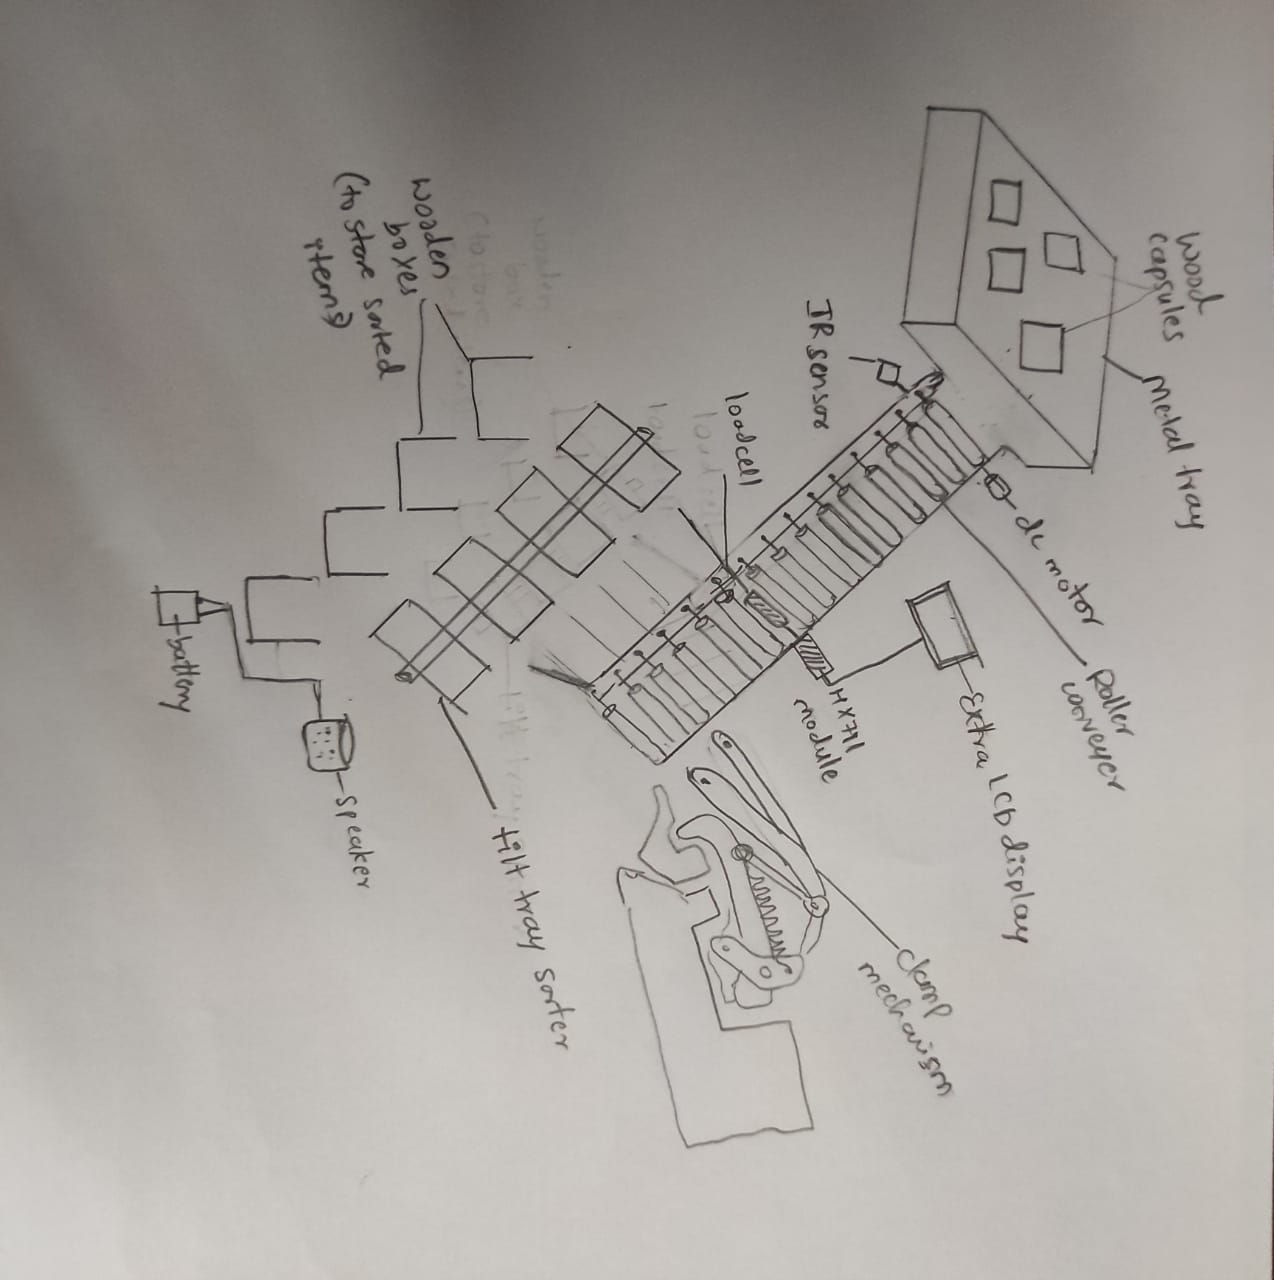 Wood
capsules
Metal tray
dc motor
Roller
conveyer
Extra LCD display
clamp
mechanism
IR sensor
HX711
module
loadcell
tilt tray sorter
wooden
boxes
(to store sorted
items)
speaker
battery